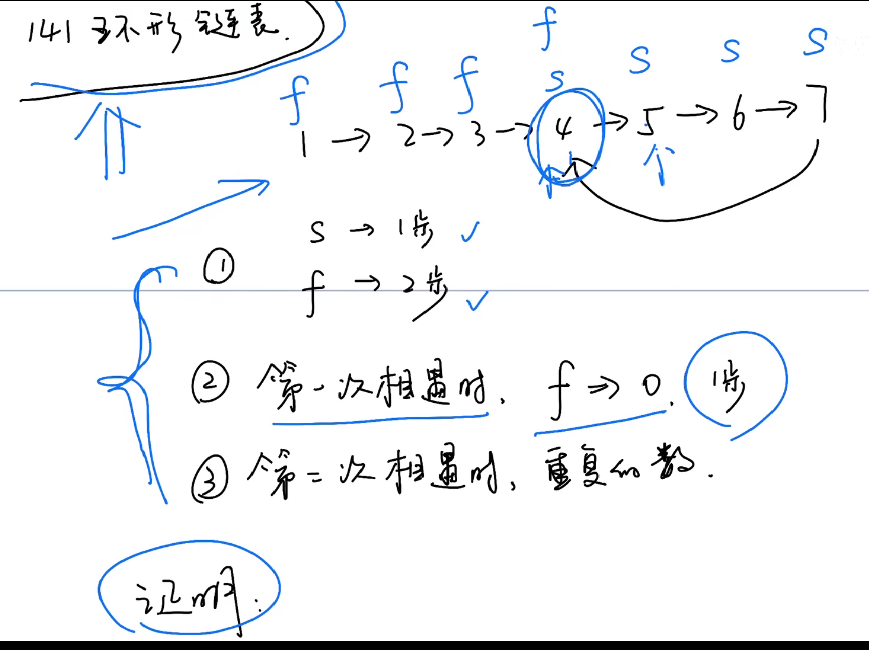 141 环形链表.
f
f f f s s s s
1 → 2 → 3 → 4 → 5 → 6 → 7
① s → 1步 ✓
f → 2步 ✓
② 第一次相遇时, f ⇒ 0. 1步
③ 第二次相遇时, 重复的数.
证明: